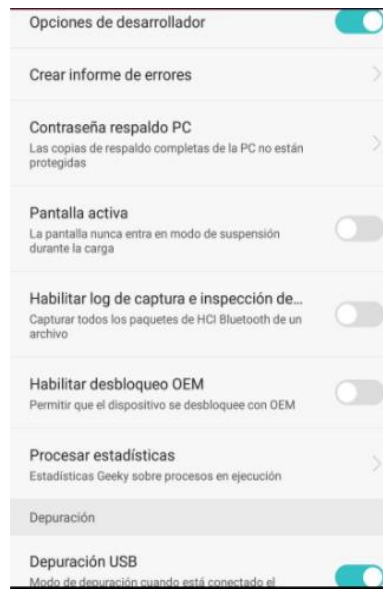 Opciones de desarrollador
Crear informe de errores
Contraseña respaldo PC
Las copias de respaldo completas de la PC no están
protegidas
Pantalla activa
La pantalla nunca entra en modo de suspensión
durante la carga
Habilitar log de captura e inspección de...
Capturar todos los paquetes de HCI Bluetooth de un
archivo
Habilitar desbloqueo OEM
Permitir que el dispositivo se desbloquee con OEM
Procesar estadísticas
Estadísticas Geeky sobre procesos en ejecución
Depuración
Depuración USB
Modo de depuración cuando está conectado el